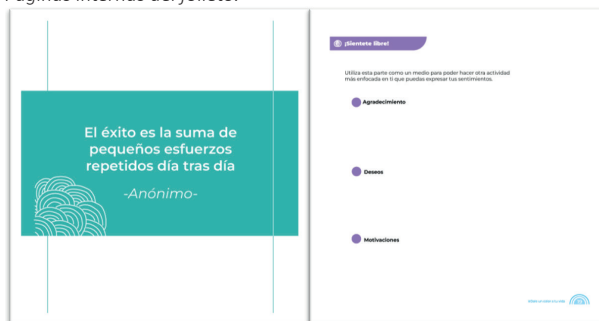 Páginas internas del folleto:
El éxito es la suma de
pequeños esfuerzos
repetidos día tras día
-Anónimo-
¡Siéntete libre!
Utiliza esta parte como un medio para poder hacer otra actividad
más enfocada en ti que puedas expresar tus sentimientos.
Agradecimiento
Deseos
Motivaciones